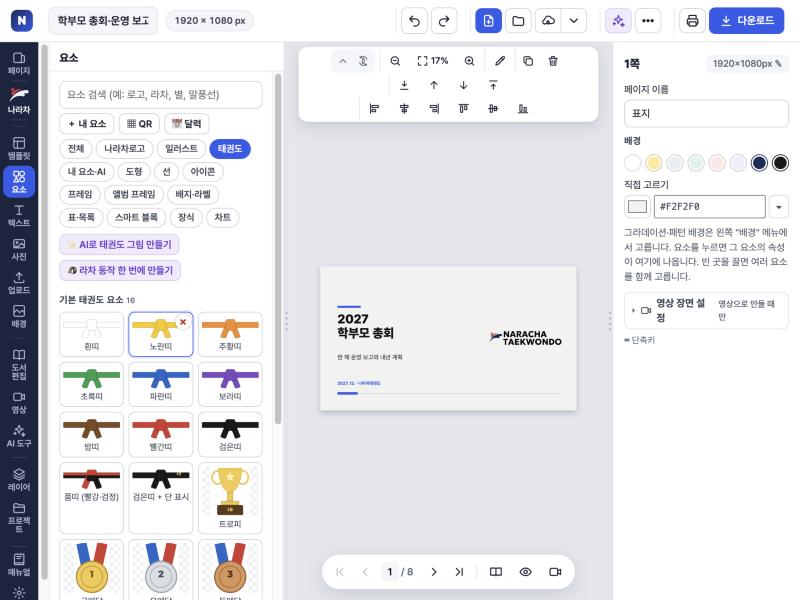 N
학부모 총회·운영 보고
1920 × 1080 px
다운로드
페이지
나라차
템플릿
요소
텍스트
사진
업로드
배경
도서
편집
영상
AI 도구
레이어
프로젝
트
매뉴얼
요소
요소 검색 (예: 로고, 라차, 별, 말풍선)
+ 내 요소
QR
달력
전체
나라차로고
일러스트
태권도
내 요소·AI
도형
선
아이콘
프레임
앨범 프레임
배지·라벨
표·목록
스마트 블록
장식
차트
AI로 태권도 그림 만들기
라차 동작 한 번에 만들기
기본 태권도 요소 16
흰띠
노란띠
주황띠
초록띠
파란띠
보라띠
밤띠
빨간띠
검은띠
품띠 (빨강·검정)
검은띠 + 단 표시
트로피
1
2
3
17%
2027
학부모 총회
한 해 운영 보고와 내년 계획
NARACHA
TAEKWONDO
1 / 8
1쪽
1920×1080px
페이지 이름
표지
배경
직접 고르기
#F2F2F0
그라데이션·패턴 배경은 왼쪽 "배경" 메뉴에
서 고릅니다. 요소를 누르면 그 요소의 속성
이 여기에 나옵니다. 빈 곳을 끌면 여러 요소
를 함께 고릅니다.
영상 장면 설
정
영상으로 만들 때
만
단축키